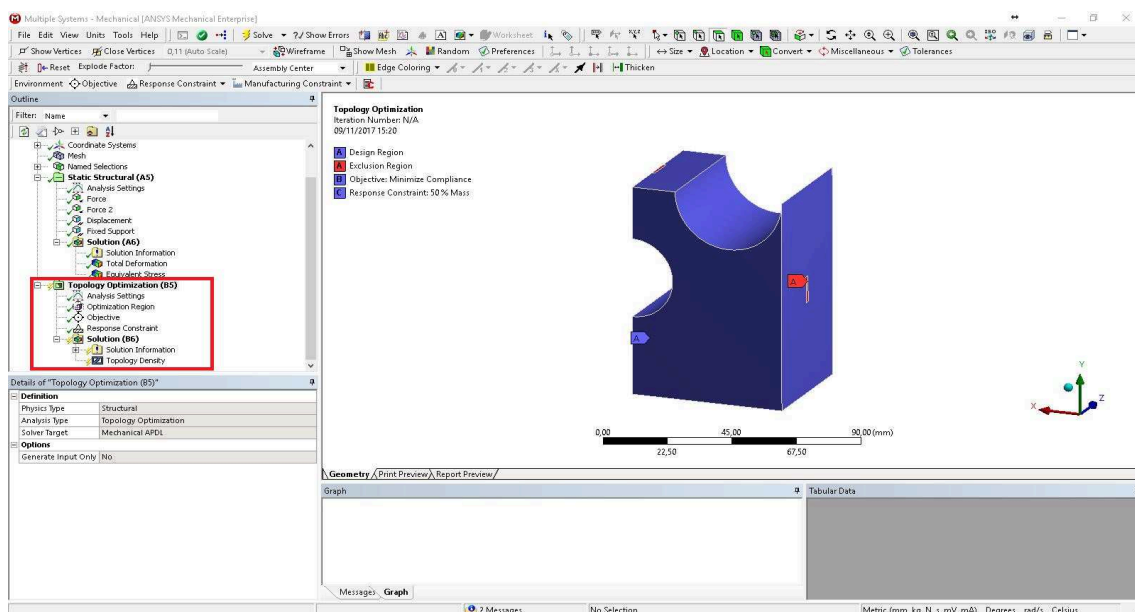 Multiple Systems - Mechanical [ANSYS Mechanical Enterprise]
File Edit View Units Tools Help Solve ?/ Show Errors Worksheet
Show Vertices Close Vertices 0,11 (Auto Scale) Wireframe Show Mesh Random Preferences Size Location Convert Miscellaneous Tolerances
Reset Explode Factor: Assembly Center Edge Coloring Thicken
Environment Objective Response Constraint Manufacturing Constraint
Outline
Filter: Name
Coordinate Systems
Mesh
Named Selections
Static Structural (A5)
Analysis Settings
Force
Force 2
Displacement
Fixed Support
Solution (A6)
Solution Information
Total Deformation
Equivalent Stress
Topology Optimization (B5)
Analysis Settings
Optimization Region
Objective
Response Constraint
Solution (B6)
Solution Information
Topology Density
Details of "Topology Optimization (B5)"
Definition
Physics Type Structural
Analysis Type Topology Optimization
Solver Target Mechanical APDL
Options
Generate Input Only No
Topology Optimization
Iteration Number: N/A
09/11/2017 15:20
A Design Region
A Exclusion Region
B Objective: Minimize Compliance
C Response Constraint: 50 % Mass
A
A
Y
X
Z
0,00 45,00 90,00 (mm)
22,50 67,50
Geometry Print Preview Report Preview
Graph
Tabular Data
Messages Graph
2 Messages No Selection Metric (mm, kg, N, s, mV, mA) Degrees rad/s Celsius